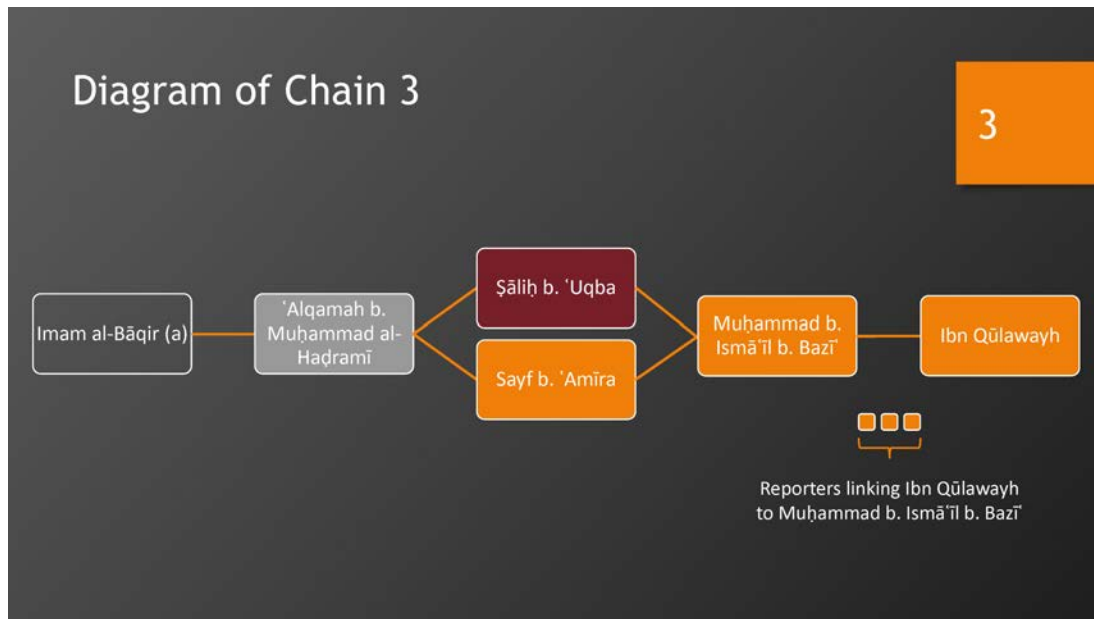 Diagram of Chain 3
3
Imam al-Bāqir (a)
ʿAlqamah b.
Muḥammad al-
Haḍramī
Ṣāliḥ b. ʿUqba
Sayf b. ʿAmīra
Muḥammad b.
Ismāʿīl b. Bazīʿ
Ibn Qūlawayh
Reporters linking Ibn Qūlawayh
to Muḥammad b. Ismāʿīl b. Bazīʿ